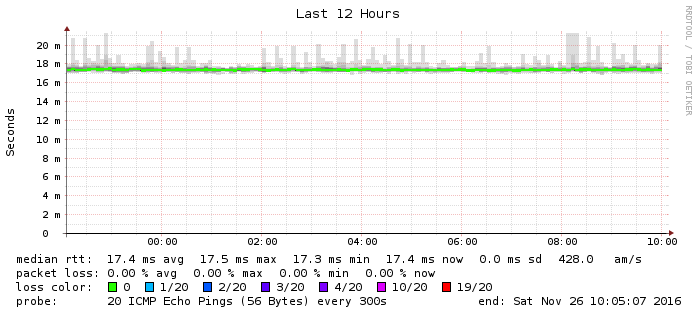 Last 12 Hours
RRDTOOL / TOBI OETIKER
Seconds
20 m
18 m
16 m
14 m
12 m
10 m
8 m
6 m
4 m
2 m
0
00:00 02:00 04:00 06:00 08:00 10:00
median rtt: 17.4 ms avg 17.5 ms max 17.3 ms min 17.4 ms now 0.0 ms sd 428.0 am/s
packet loss: 0.00 % avg 0.00 % max 0.00 % min 0.00 % now
loss color: 0 1/20 2/20 3/20 4/20 10/20 19/20
probe: 20 ICMP Echo Pings (56 Bytes) every 300s end: Sat Nov 26 10:05:07 2016